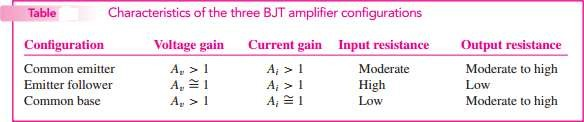 Table Characteristics of the three BJT amplifier configurations
Configuration Voltage gain Current gain Input resistance Output resistance
Common emitter Aᵥ > 1 Aᵢ > 1 Moderate Moderate to high
Emitter follower Aᵥ ≅ 1 Aᵢ > 1 High Low
Common base Aᵥ > 1 Aᵢ ≅ 1 Low Moderate to high